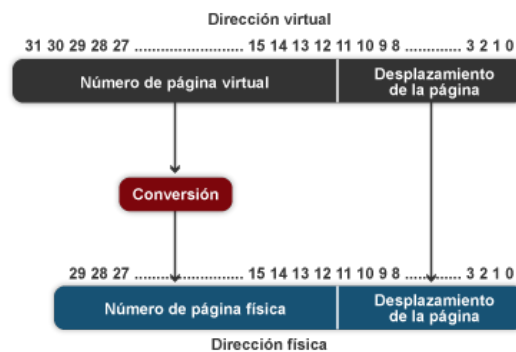 Dirección virtual
31 30 29 28 27 ........................... 15 14 13 12 11 10 9 8 ............. 3 2 1 0
Número de página virtual
Desplazamiento
de la página
Conversión
29 28 27 ........................... 15 14 13 12 11 10 9 8 ............. 3 2 1 0
Número de página física
Desplazamiento
de la página
Dirección física